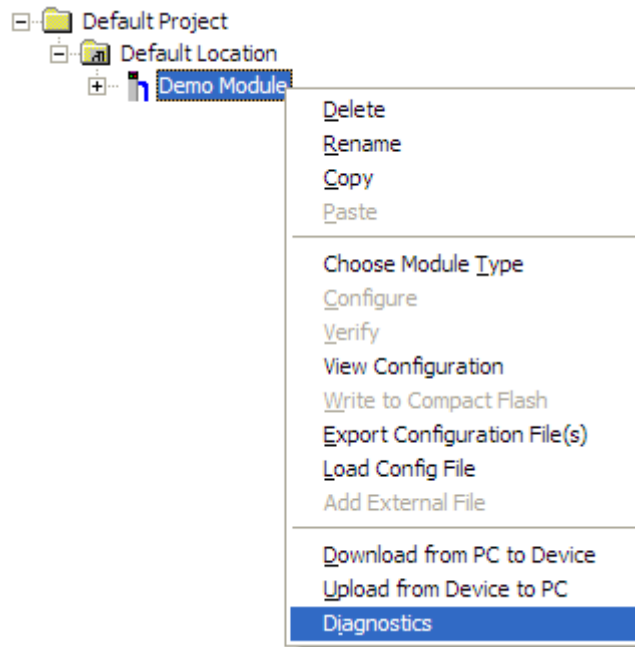 Default Project
Default Location
Demo Module
Delete
Rename
Copy
Paste
Choose Module Type
Configure
Verify
View Configuration
Write to Compact Flash
Export Configuration File(s)
Load Config File
Add External File
Download from PC to Device
Upload from Device to PC
Diagnostics